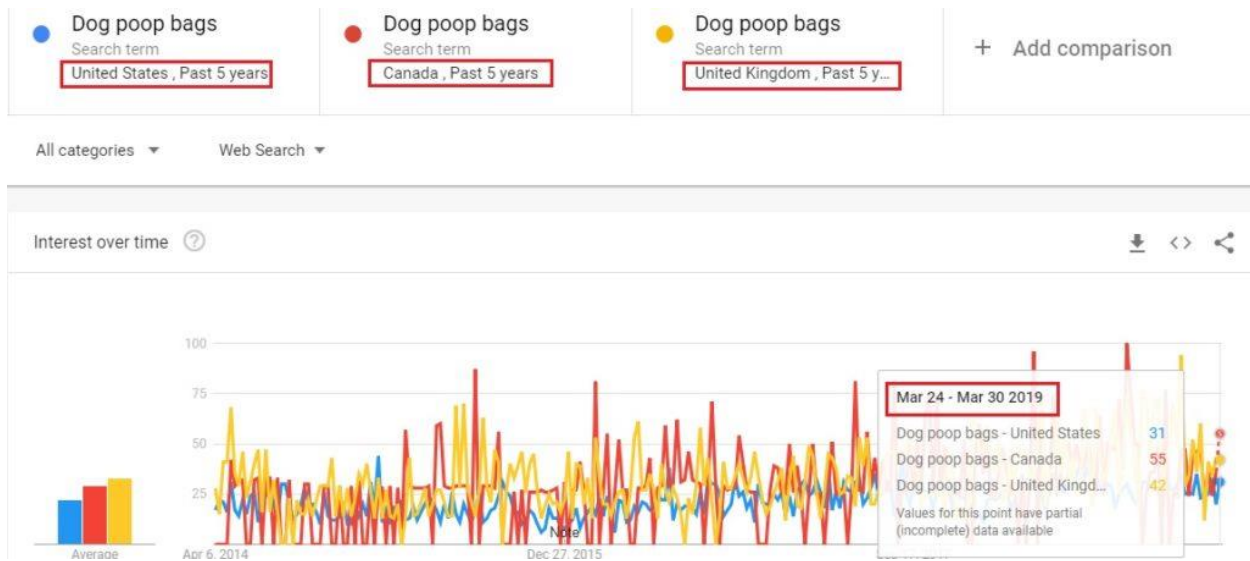 Dog poop bags
Search term
United States , Past 5 years
Dog poop bags
Search term
Canada , Past 5 years
Dog poop bags
Search term
United Kingdom , Past 5 y...
+ Add comparison
All categories
Web Search
Interest over time
100
75
50
25
Average
Apr 6, 2014
Note
Dec 27, 2015
Mar 24 - Mar 30 2019
Dog poop bags - United States 31
Dog poop bags - Canada 55
Dog poop bags - United Kingd... 42
Values for this point have partial
(incomplete) data available